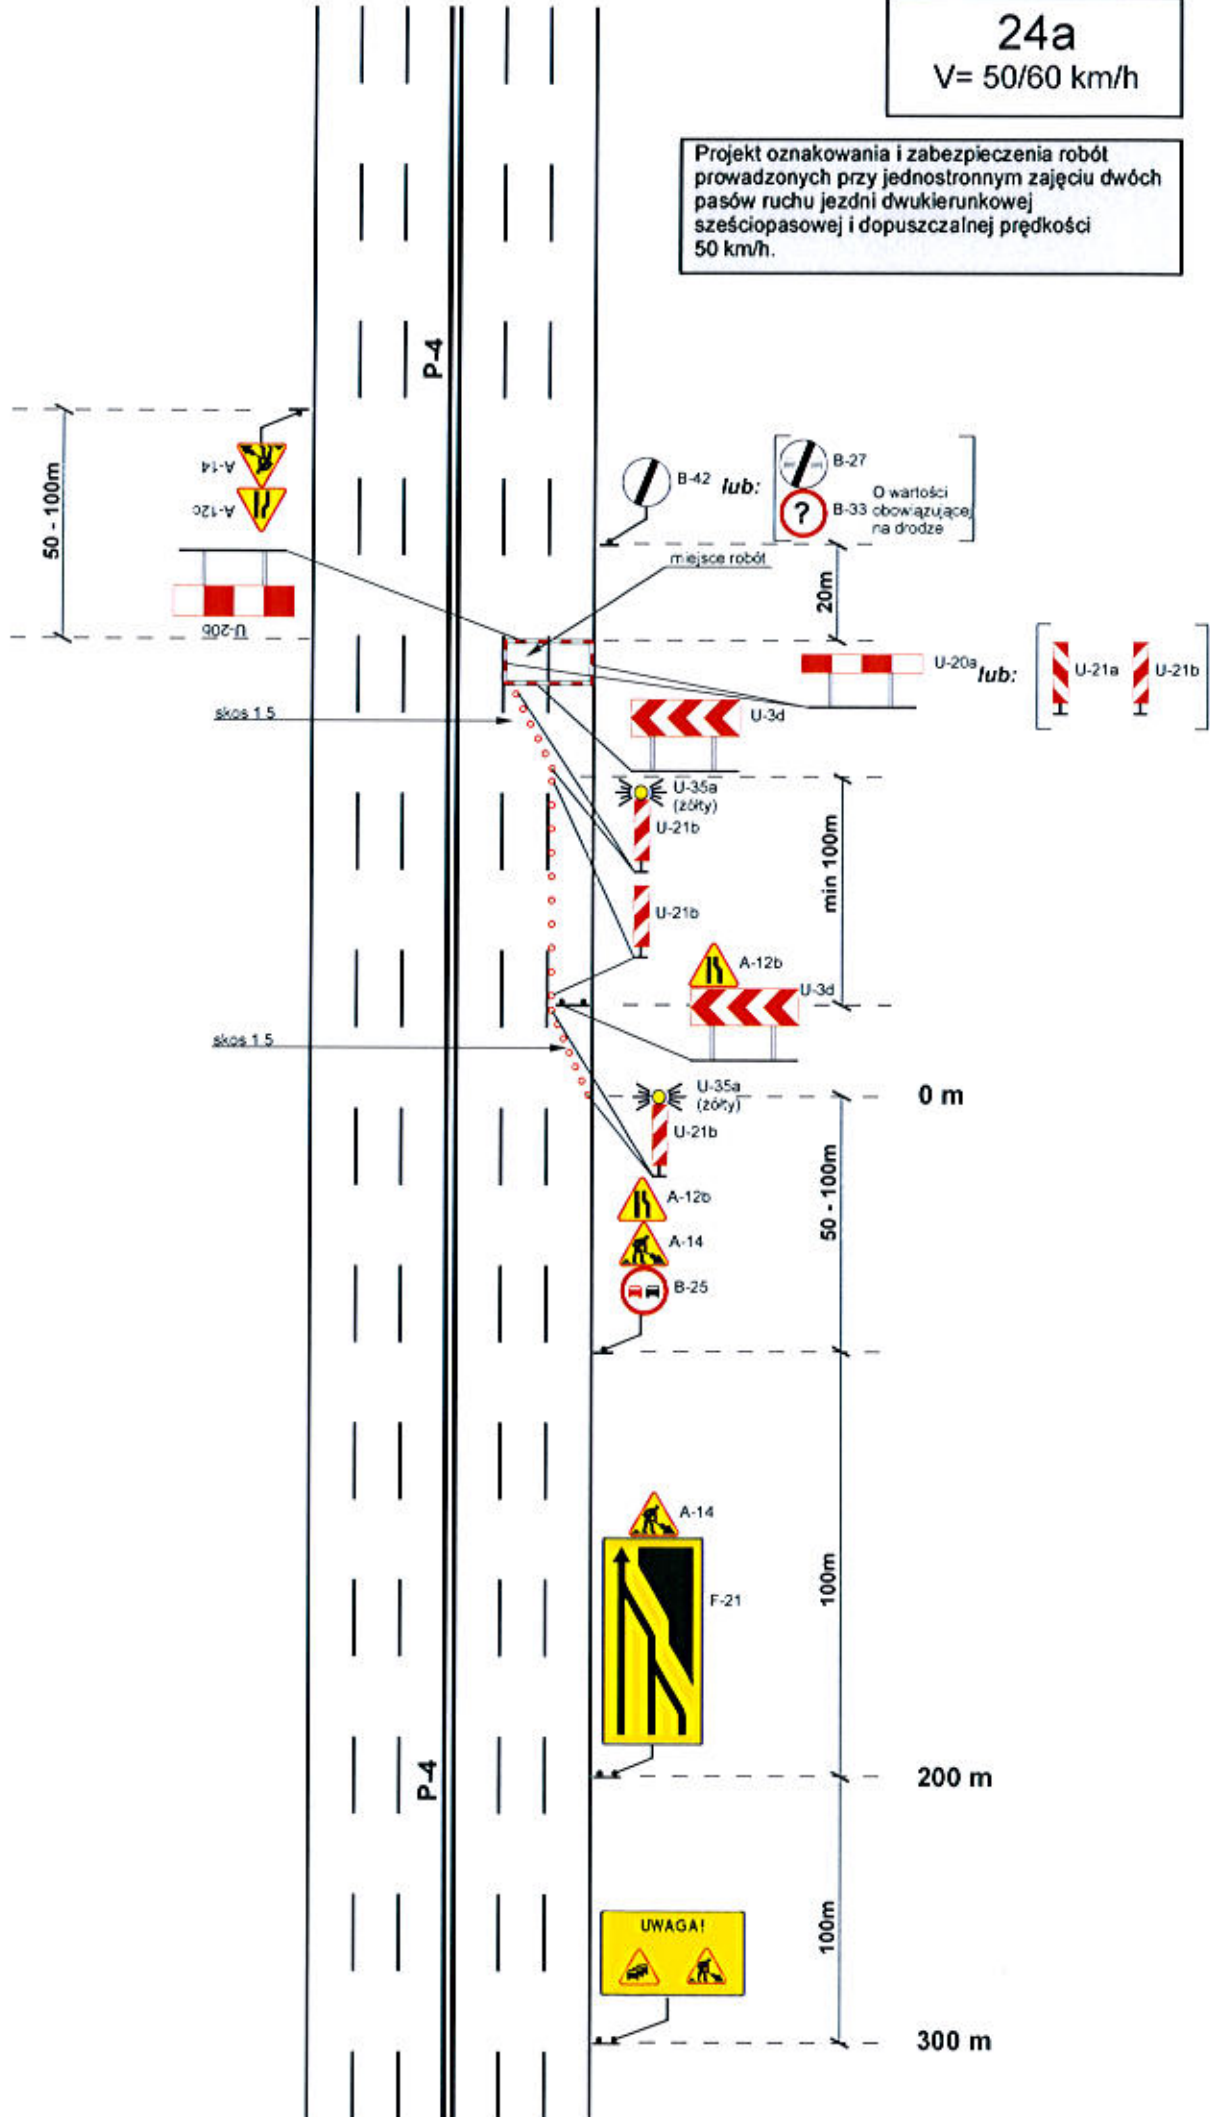 24a
V= 50/60 km/h
Projekt oznakowania i zabezpieczenia robót
prowadzonych przy jednostronnym zajęciu dwóch
pasów ruchu jezdni dwukierunkowej
sześciopasowej i dopuszczalnej prędkości
50 km/h.
P-4
50 - 100m
A-14
A-12c
U-20b
B-42
lub:
B-27
?
B-33
O wartości
obowiązującej
na drodze
miejsce robót
20m
U-20a
lub:
U-21a
U-21b
skos 1:5
U-3d
U-35a
(żółty)
U-21b
U-21b
min 100m
A-12b
U-3d
skos 1:5
U-35a
(żółty)
U-21b
0 m
A-12b
A-14
B-25
50 - 100m
A-14
F-21
100m
P-4
200 m
UWAGA!
100m
300 m